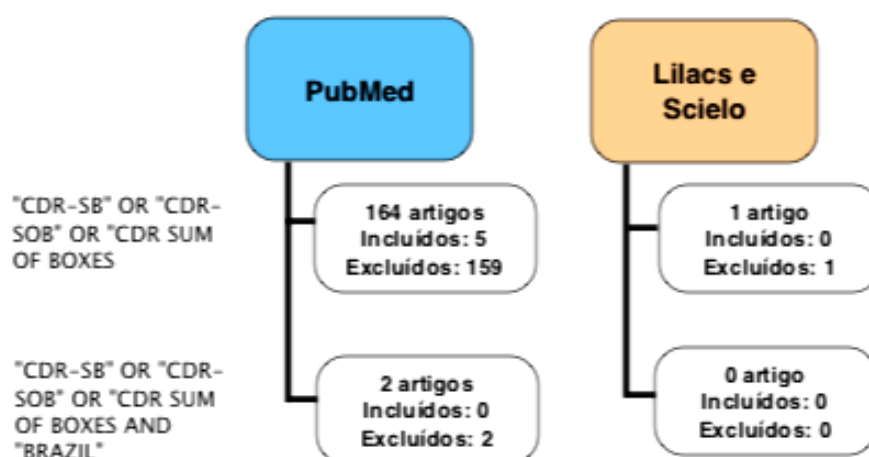 PubMed
Lilacs e
Scielo
"CDR-SB" OR "CDR-
SOB" OR "CDR SUM
OF BOXES
164 artigos
Incluídos: 5
Excluídos: 159
1 artigo
Incluídos: 0
Excluídos: 1
"CDR-SB" OR "CDR-
SOB" OR "CDR SUM
OF BOXES AND
"BRAZIL"
2 artigos
Incluídos: 0
Excluídos: 2
0 artigo
Incluídos: 0
Excluídos: 0